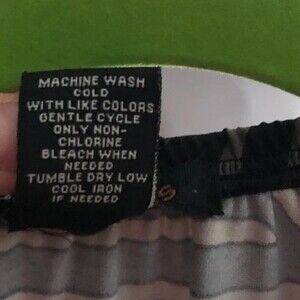 MACHINE WASH
COLD
WITH LIKE COLORS
GENTLE CYCLE
ONLY NON-
CHLORINE
BLEACH WHEN
NEEDED
TUMBLE DRY LOW
COOL IRON
IF NEEDED
S